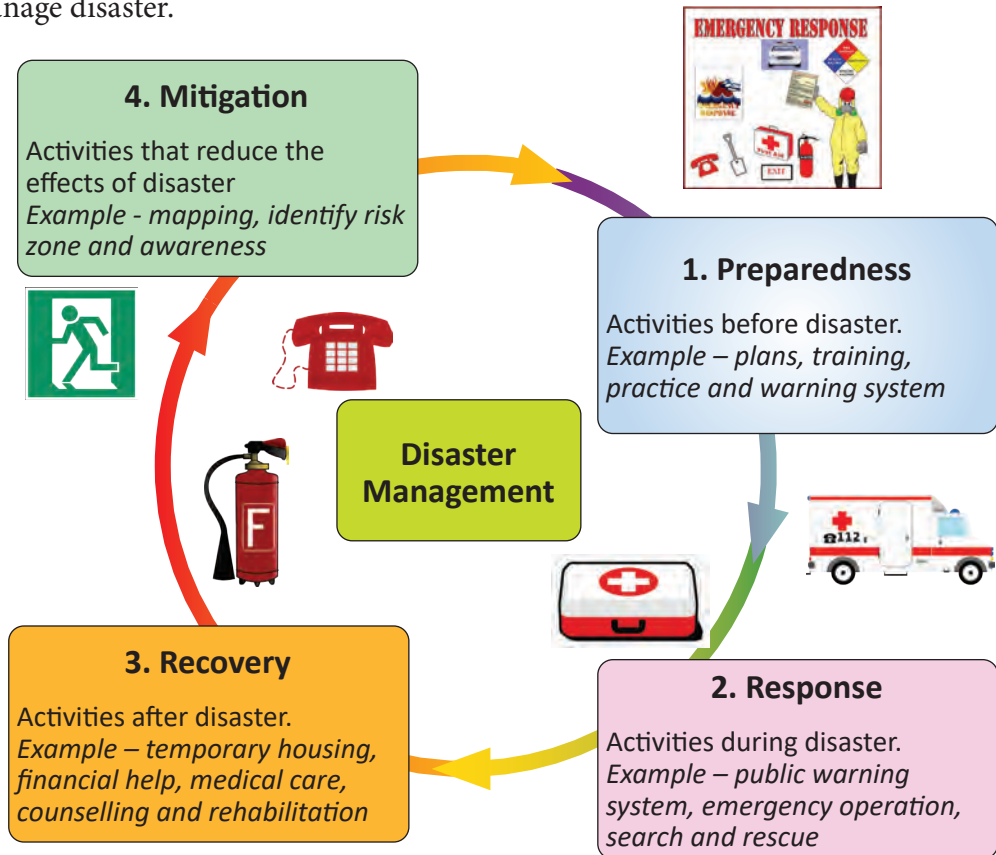 nage disaster.
EMERGENCY RESPONSE
4. Mitigation
Activities that reduce the
effects of disaster
Example - mapping, identify risk
zone and awareness
First Aid
EXIT
1. Preparedness
Activities before disaster.
Example – plans, training,
practice and warning system
Disaster
Management
F
112
3. Recovery
Activities after disaster.
Example – temporary housing,
financial help, medical care,
counselling and rehabilitation
2. Response
Activities during disaster.
Example – public warning
system, emergency operation,
search and rescue